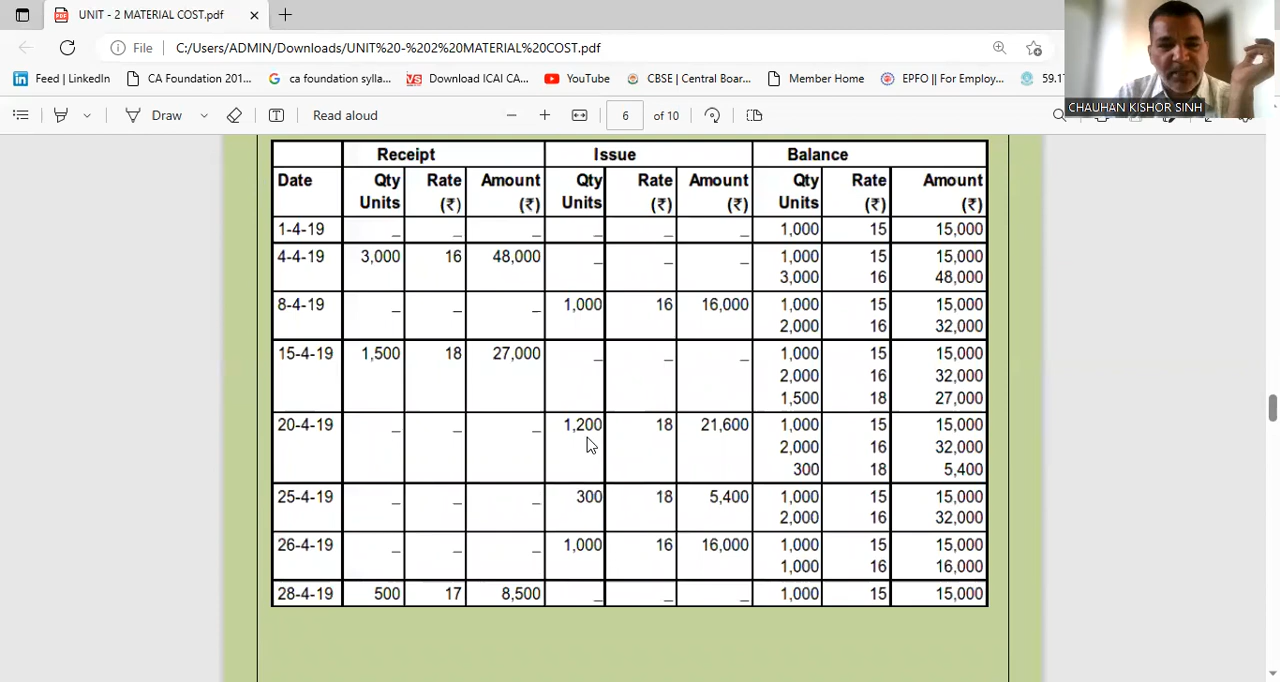 UNIT - 2 MATERIAL COST.pdf
File C:/Users/ADMIN/Downloads/UNIT%20-%202%20MATERIAL%20COST.pdf
Feed | LinkedIn CA Foundation 201... ca foundation sylla... Download ICAI CA... YouTube CBSE | Central Boar... Member Home EPFO || For Employ... 59.1
Draw Read aloud 6 of 10
CHAUHAN KISHOR SINH
Receipt Issue Balance
Date Qty Units Rate (₹) Amount (₹) Qty Units Rate (₹) Amount (₹) Qty Units Rate (₹) Amount (₹)
1-4-19 _ _ _ _ _ _ 1,000 15 15,000
4-4-19 3,000 16 48,000 _ _ _ 1,000 15 15,000
3,000 16 48,000
8-4-19 _ _ _ 1,000 16 16,000 1,000 15 15,000
2,000 16 32,000
15-4-19 1,500 18 27,000 _ _ _ 1,000 15 15,000
2,000 16 32,000
1,500 18 27,000
20-4-19 _ _ _ 1,200 18 21,600 1,000 15 15,000
2,000 16 32,000
300 18 5,400
25-4-19 _ _ _ 300 18 5,400 1,000 15 15,000
2,000 16 32,000
26-4-19 _ _ _ 1,000 16 16,000 1,000 15 15,000
1,000 16 16,000
28-4-19 500 17 8,500 _ _ _ 1,000 15 15,000